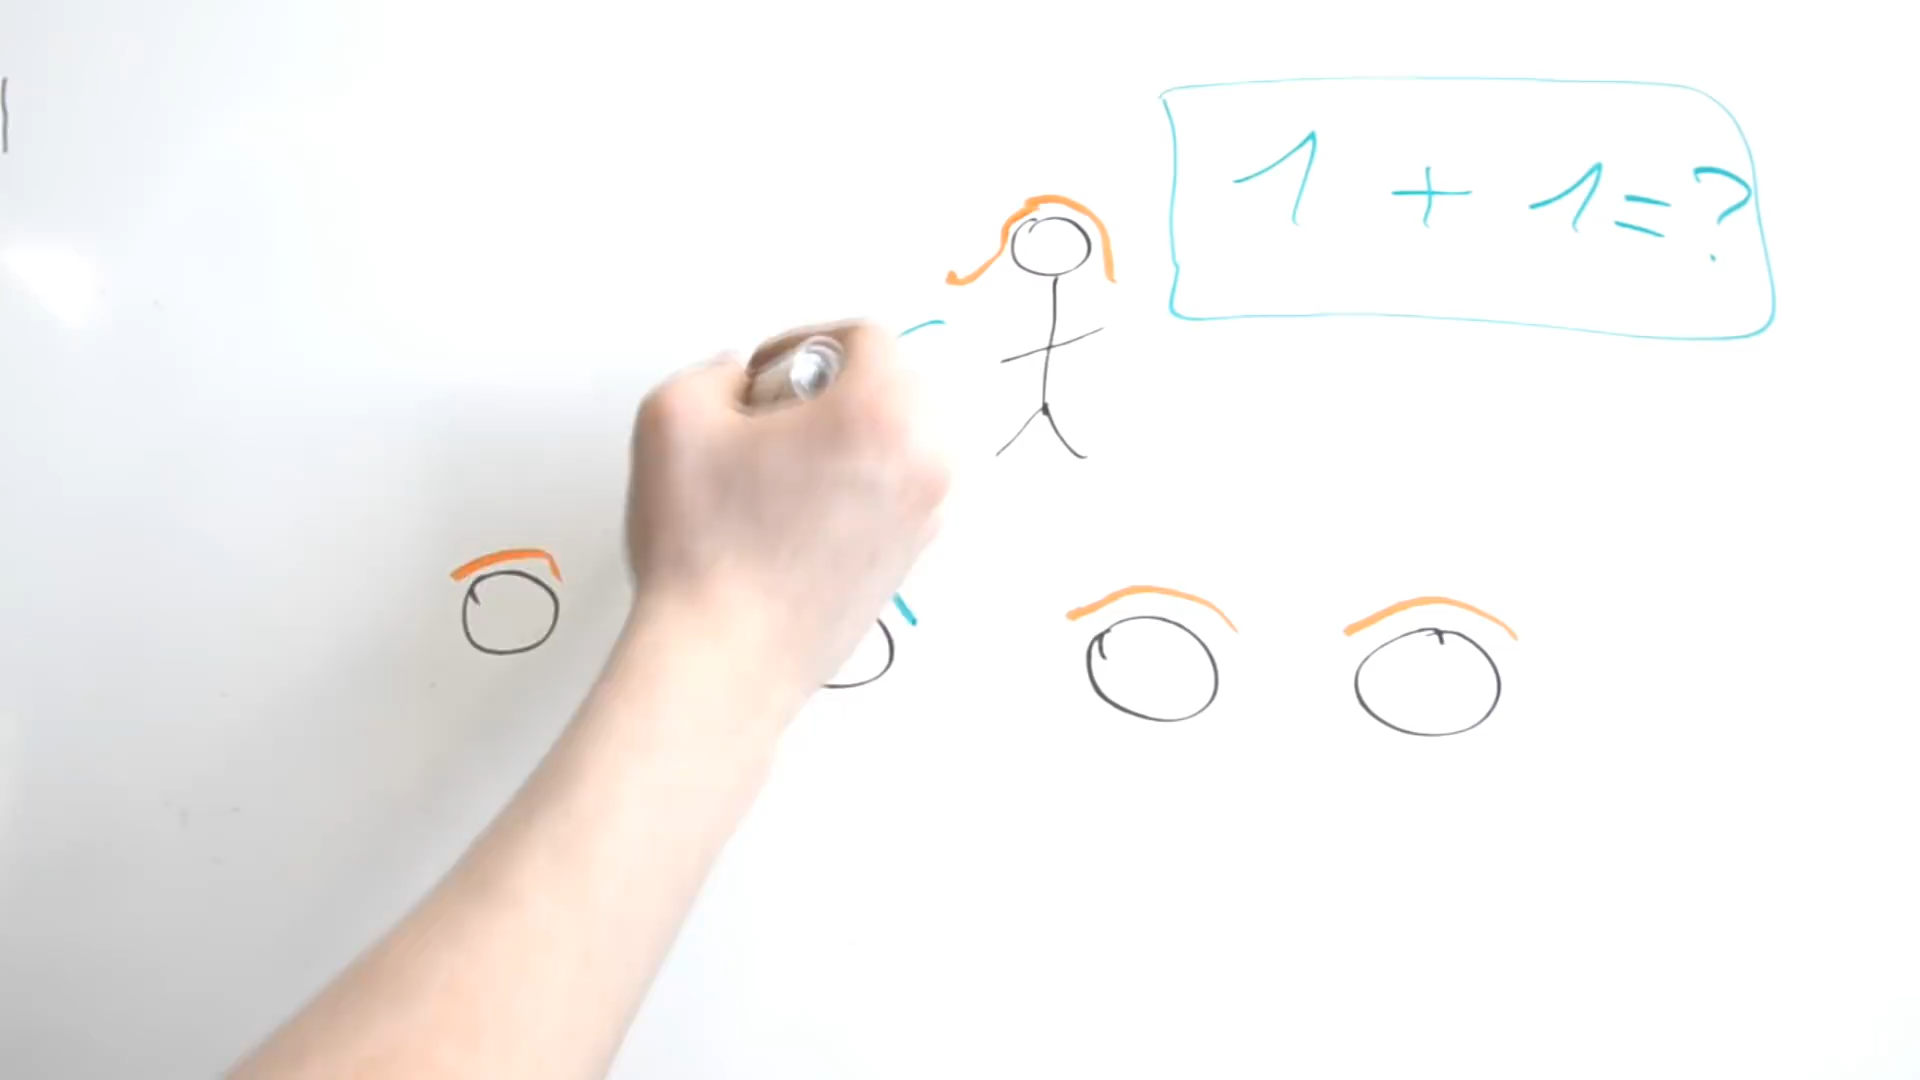 1 + 1 = ?